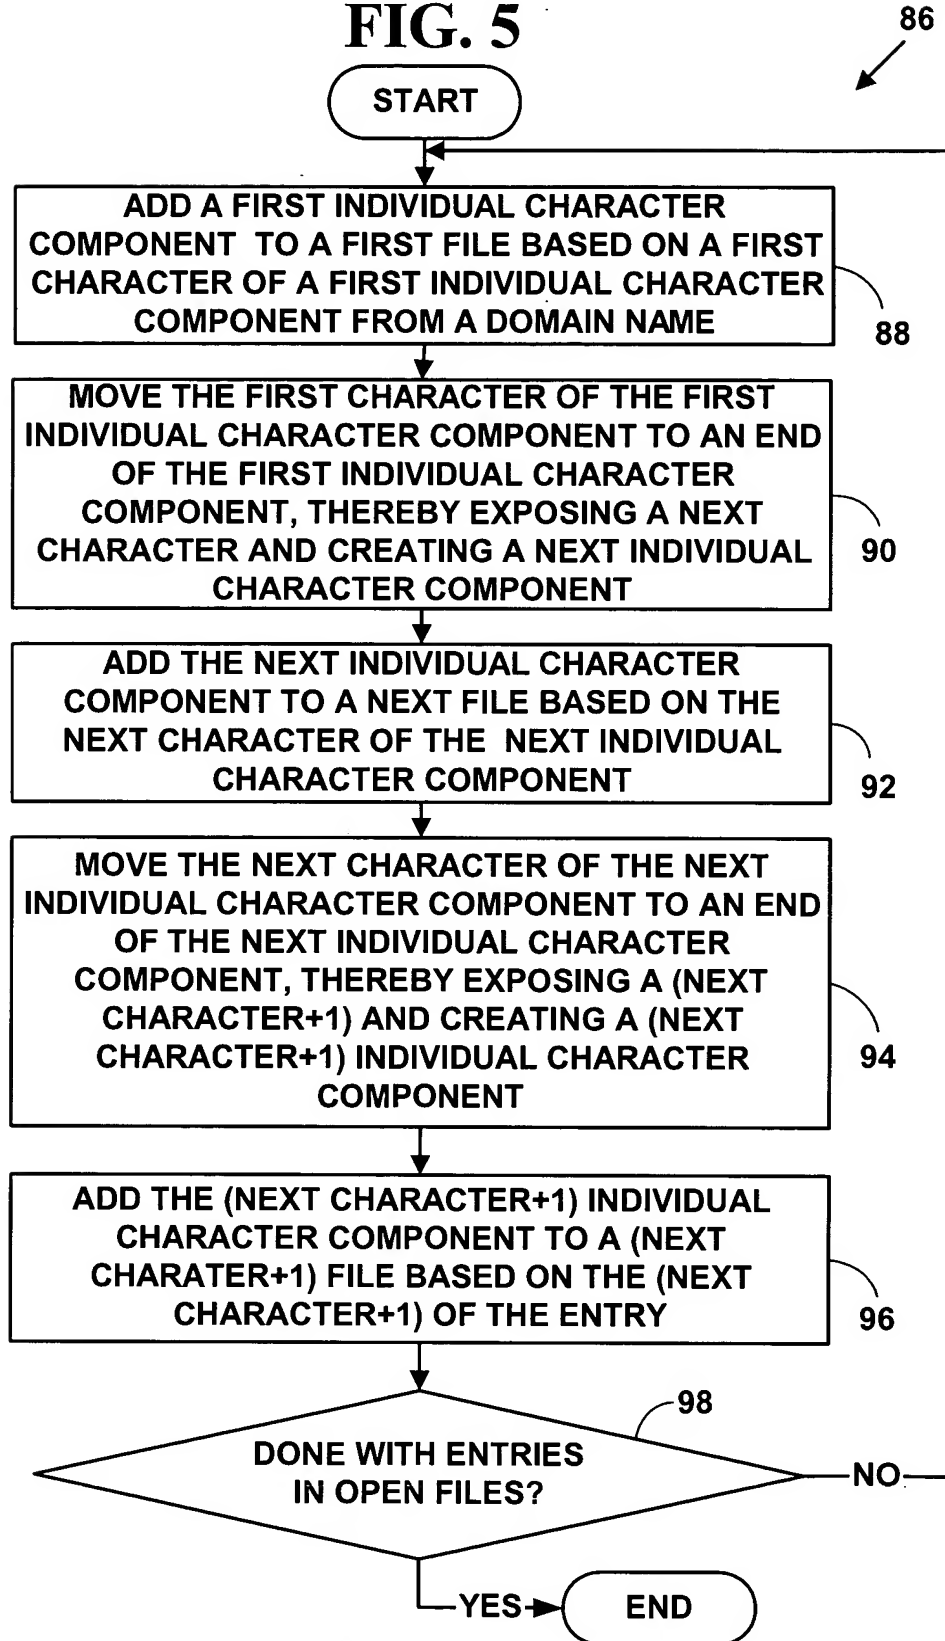 FIG. 5
86
START
ADD A FIRST INDIVIDUAL CHARACTER
COMPONENT TO A FIRST FILE BASED ON A FIRST
CHARACTER OF A FIRST INDIVIDUAL CHARACTER
COMPONENT FROM A DOMAIN NAME
88
MOVE THE FIRST CHARACTER OF THE FIRST
INDIVIDUAL CHARACTER COMPONENT TO AN END
OF THE FIRST INDIVIDUAL CHARACTER
COMPONENT, THEREBY EXPOSING A NEXT
CHARACTER AND CREATING A NEXT INDIVIDUAL
CHARACTER COMPONENT
90
ADD THE NEXT INDIVIDUAL CHARACTER
COMPONENT TO A NEXT FILE BASED ON THE
NEXT CHARACTER OF THE NEXT INDIVIDUAL
CHARACTER COMPONENT
92
MOVE THE NEXT CHARACTER OF THE NEXT
INDIVIDUAL CHARACTER COMPONENT TO AN END
OF THE NEXT INDIVIDUAL CHARACTER
COMPONENT, THEREBY EXPOSING A (NEXT
CHARACTER+1) AND CREATING A (NEXT
CHARACTER+1) INDIVIDUAL CHARACTER
COMPONENT
94
ADD THE (NEXT CHARACTER+1) INDIVIDUAL
CHARACTER COMPONENT TO A (NEXT
CHARATER+1) FILE BASED ON THE (NEXT
CHARACTER+1) OF THE ENTRY
96
98
DONE WITH ENTRIES
IN OPEN FILES?
NO
YES
END